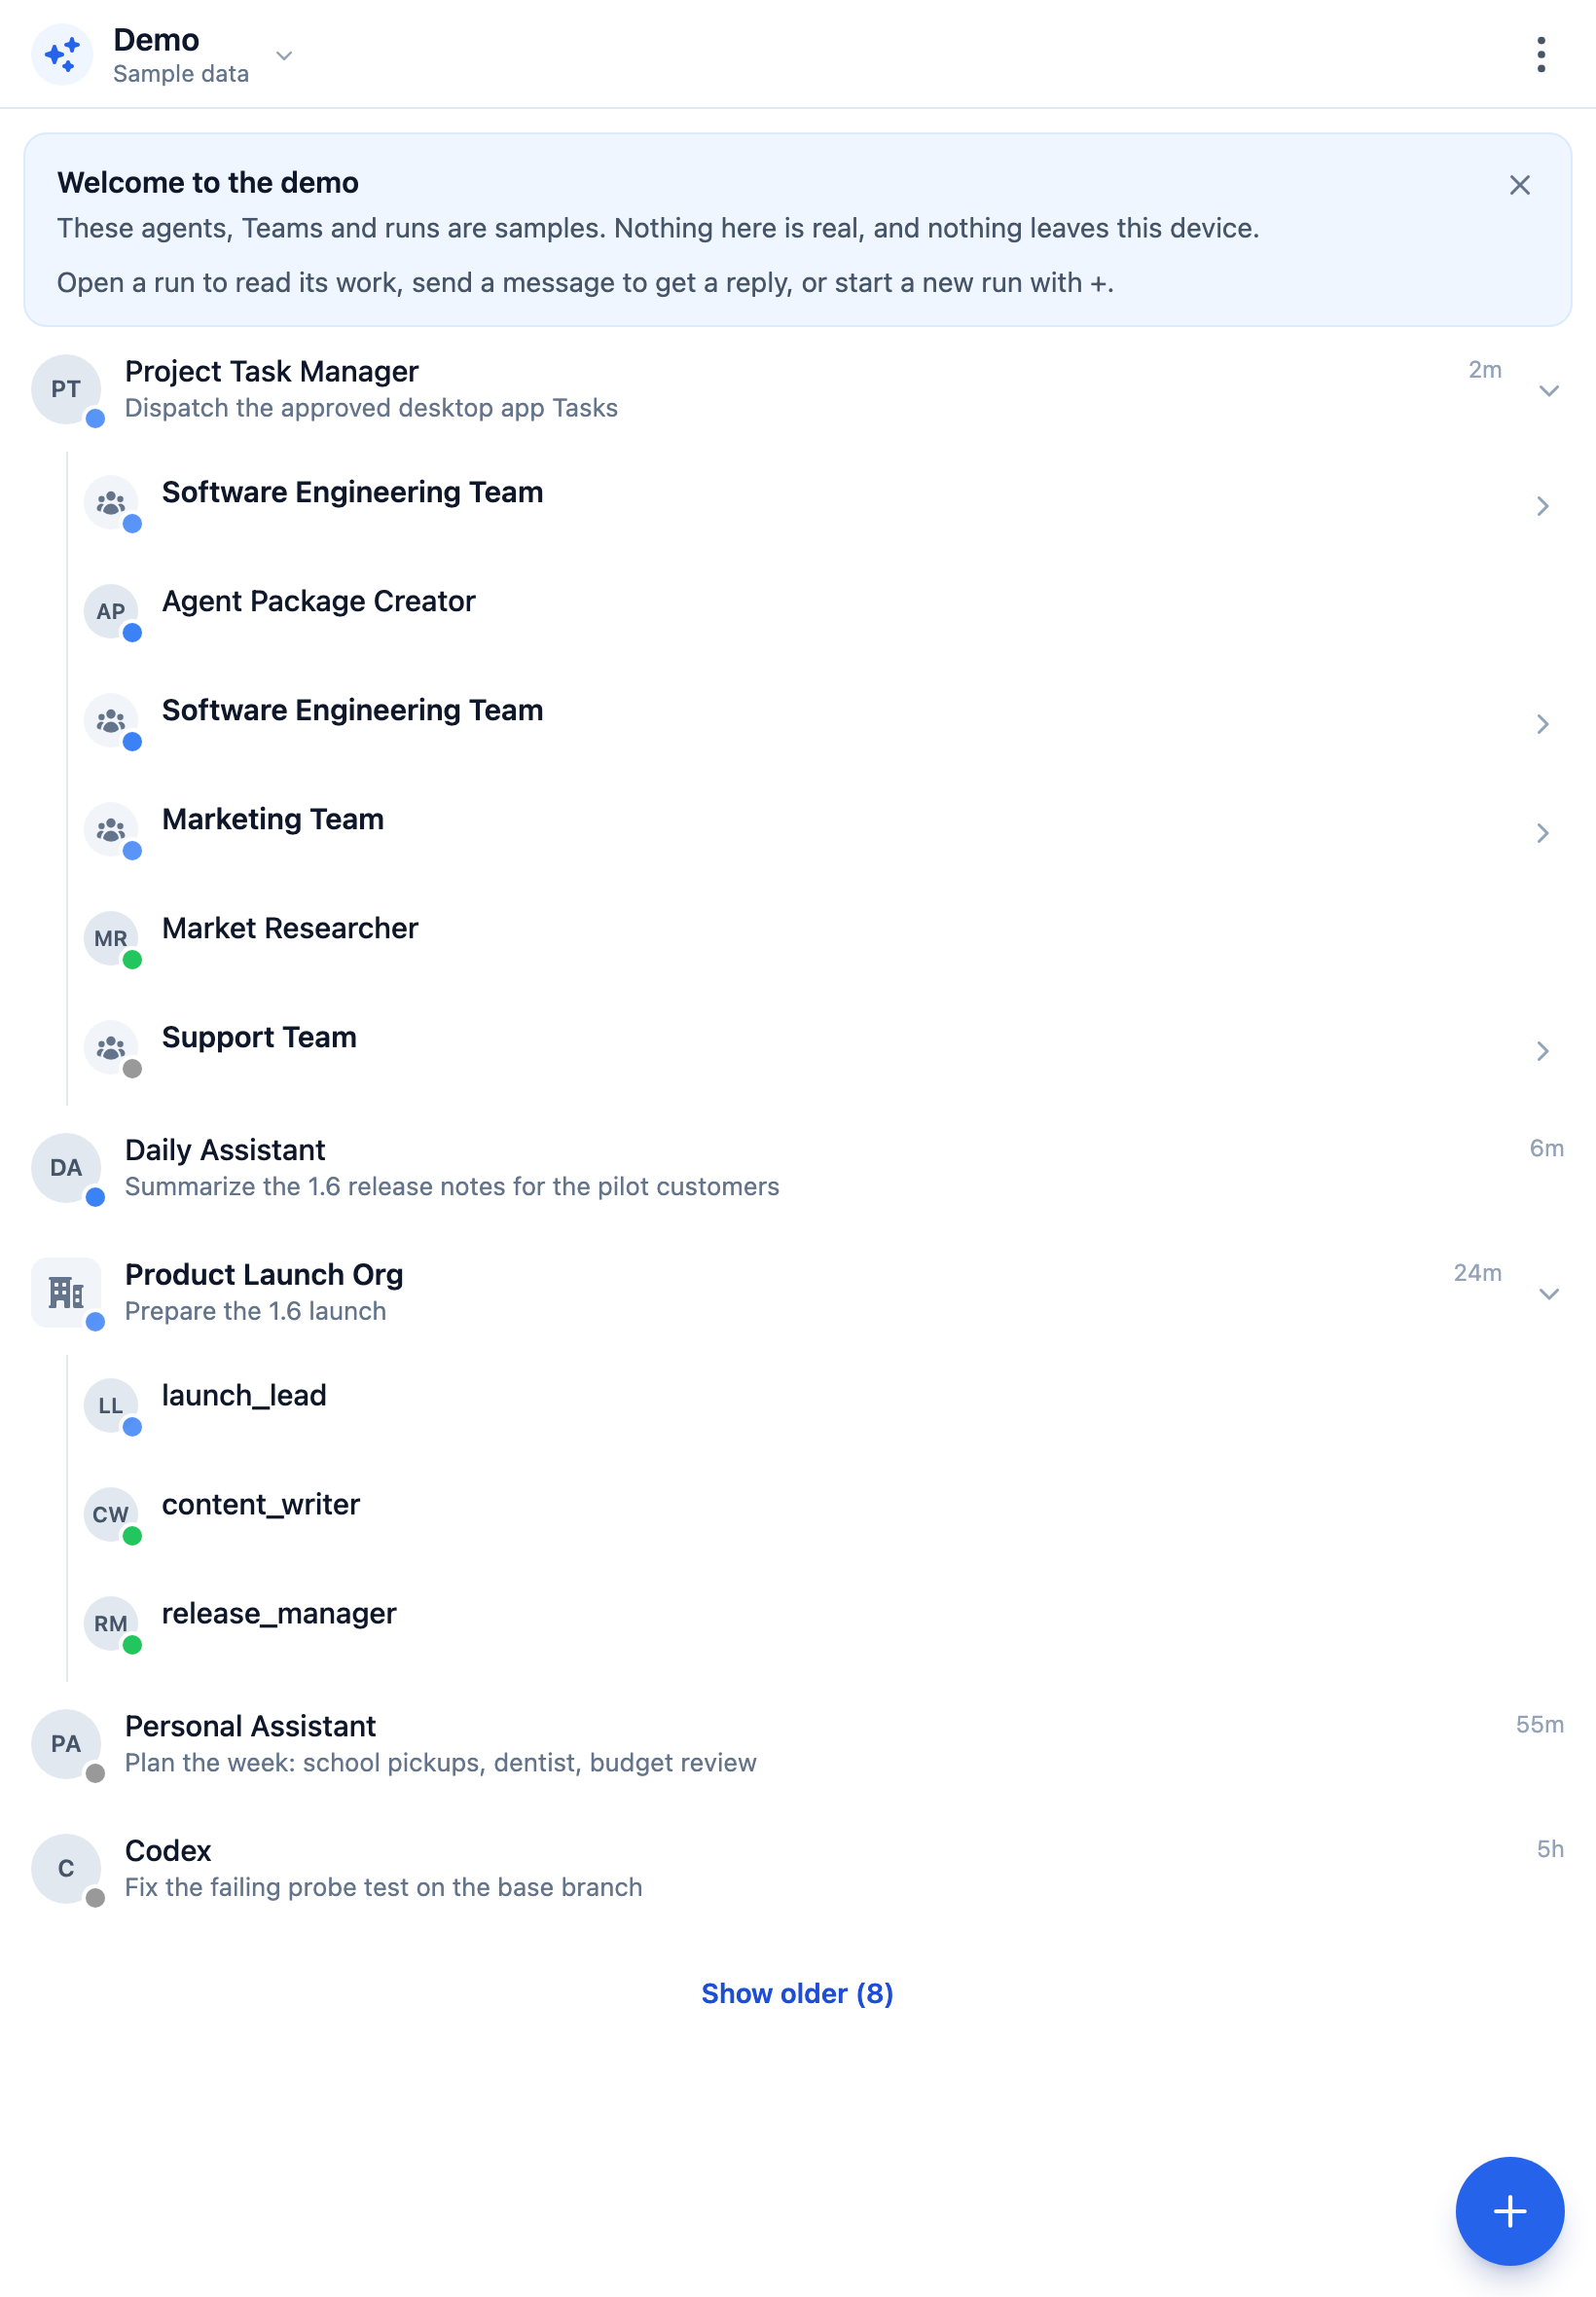 Demo
Sample data
Welcome to the demo
These agents, Teams and runs are samples. Nothing here is real, and nothing leaves this device.
Open a run to read its work, send a message to get a reply, or start a new run with +.
PT
Project Task Manager
2m
Dispatch the approved desktop app Tasks
Software Engineering Team
AP
Agent Package Creator
Software Engineering Team
Marketing Team
MR
Market Researcher
Support Team
DA
Daily Assistant
6m
Summarize the 1.6 release notes for the pilot customers
Product Launch Org
24m
Prepare the 1.6 launch
LL
launch_lead
CW
content_writer
RM
release_manager
PA
Personal Assistant
55m
Plan the week: school pickups, dentist, budget review
C
Codex
5h
Fix the failing probe test on the base branch
Show older (8)